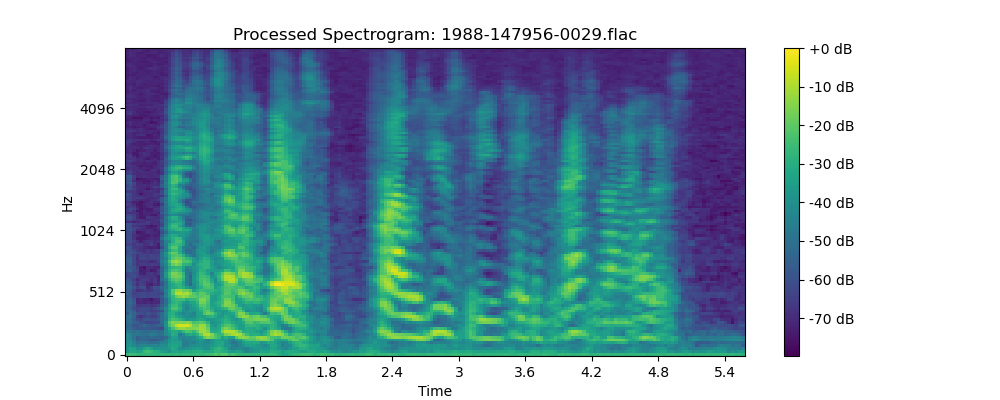 Processed Spectrogram: 1988-147956-0029.flac
Hz
4096
2048
1024
512
0
0 0.6 1.2 1.8 2.4 3 3.6 4.2 4.8 5.4
Time
+0 dB
-10 dB
-20 dB
-30 dB
-40 dB
-50 dB
-60 dB
-70 dB